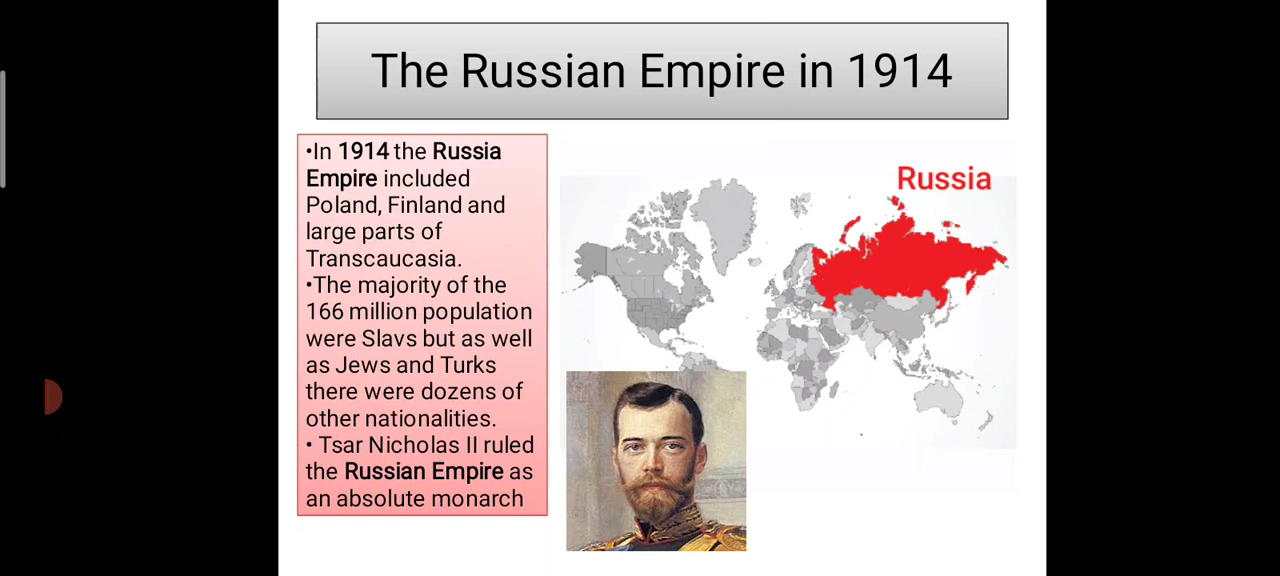 The Russian Empire in 1914
•In 1914 the Russia
Empire included
Poland, Finland and
large parts of
Transcaucasia.
•The majority of the
166 million population
were Slavs but as well
as Jews and Turks
there were dozens of
other nationalities.
• Tsar Nicholas II ruled
the Russian Empire as
an absolute monarch
Russia